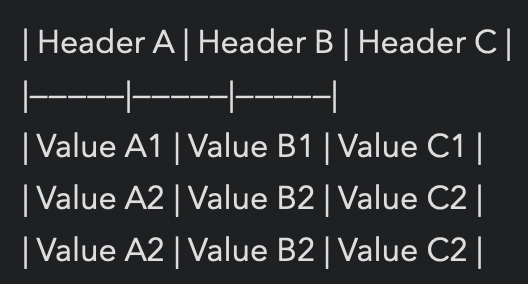 | Header A | Header B | Header C |
|–––––|–––––|–––––|
| Value A1 | Value B1 | Value C1 |
| Value A2 | Value B2 | Value C2 |
| Value A2 | Value B2 | Value C2 |